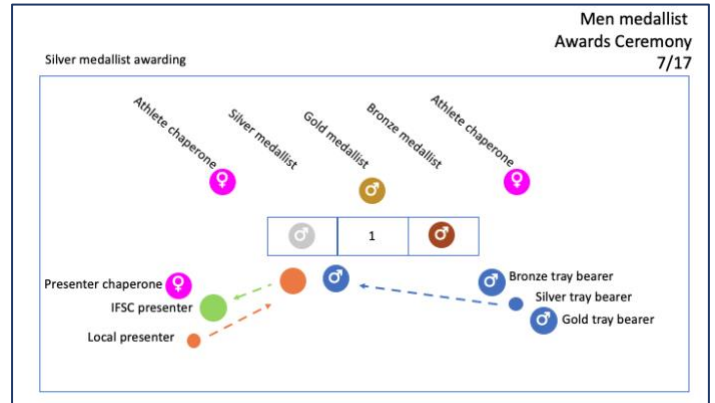 Men medallist
Awards Ceremony
7/17
Silver medallist awarding
Athlete chaperone
Silver medallist
Gold medallist
Bronze medallist
Athlete chaperone
1
Presenter chaperone
IFSC presenter
Local presenter
Bronze tray bearer
Silver tray bearer
Gold tray bearer